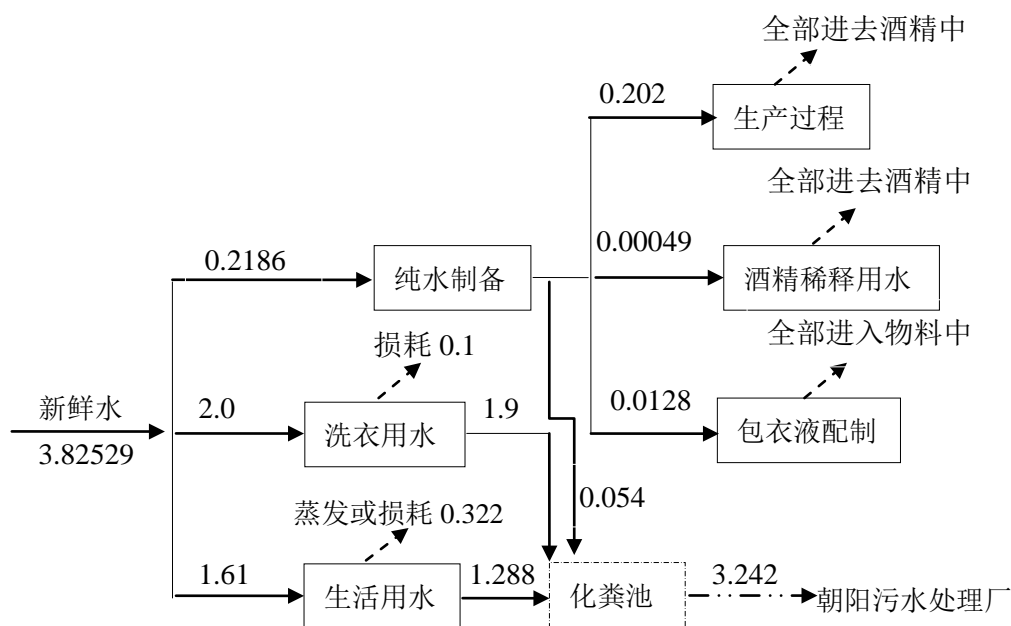 全部进去酒精中
0.202
生产过程
全部进去酒精中
0.00049
0.2186
纯水制备
酒精稀释用水
全部进入物料中
损耗 0.1
新鲜水
2.0
1.9
0.0128
洗衣用水
包衣液配制
3.82529
0.054
蒸发或损耗 0.322
1.61
1.288
3.242
生活用水
化粪池
朝阳污水处理厂